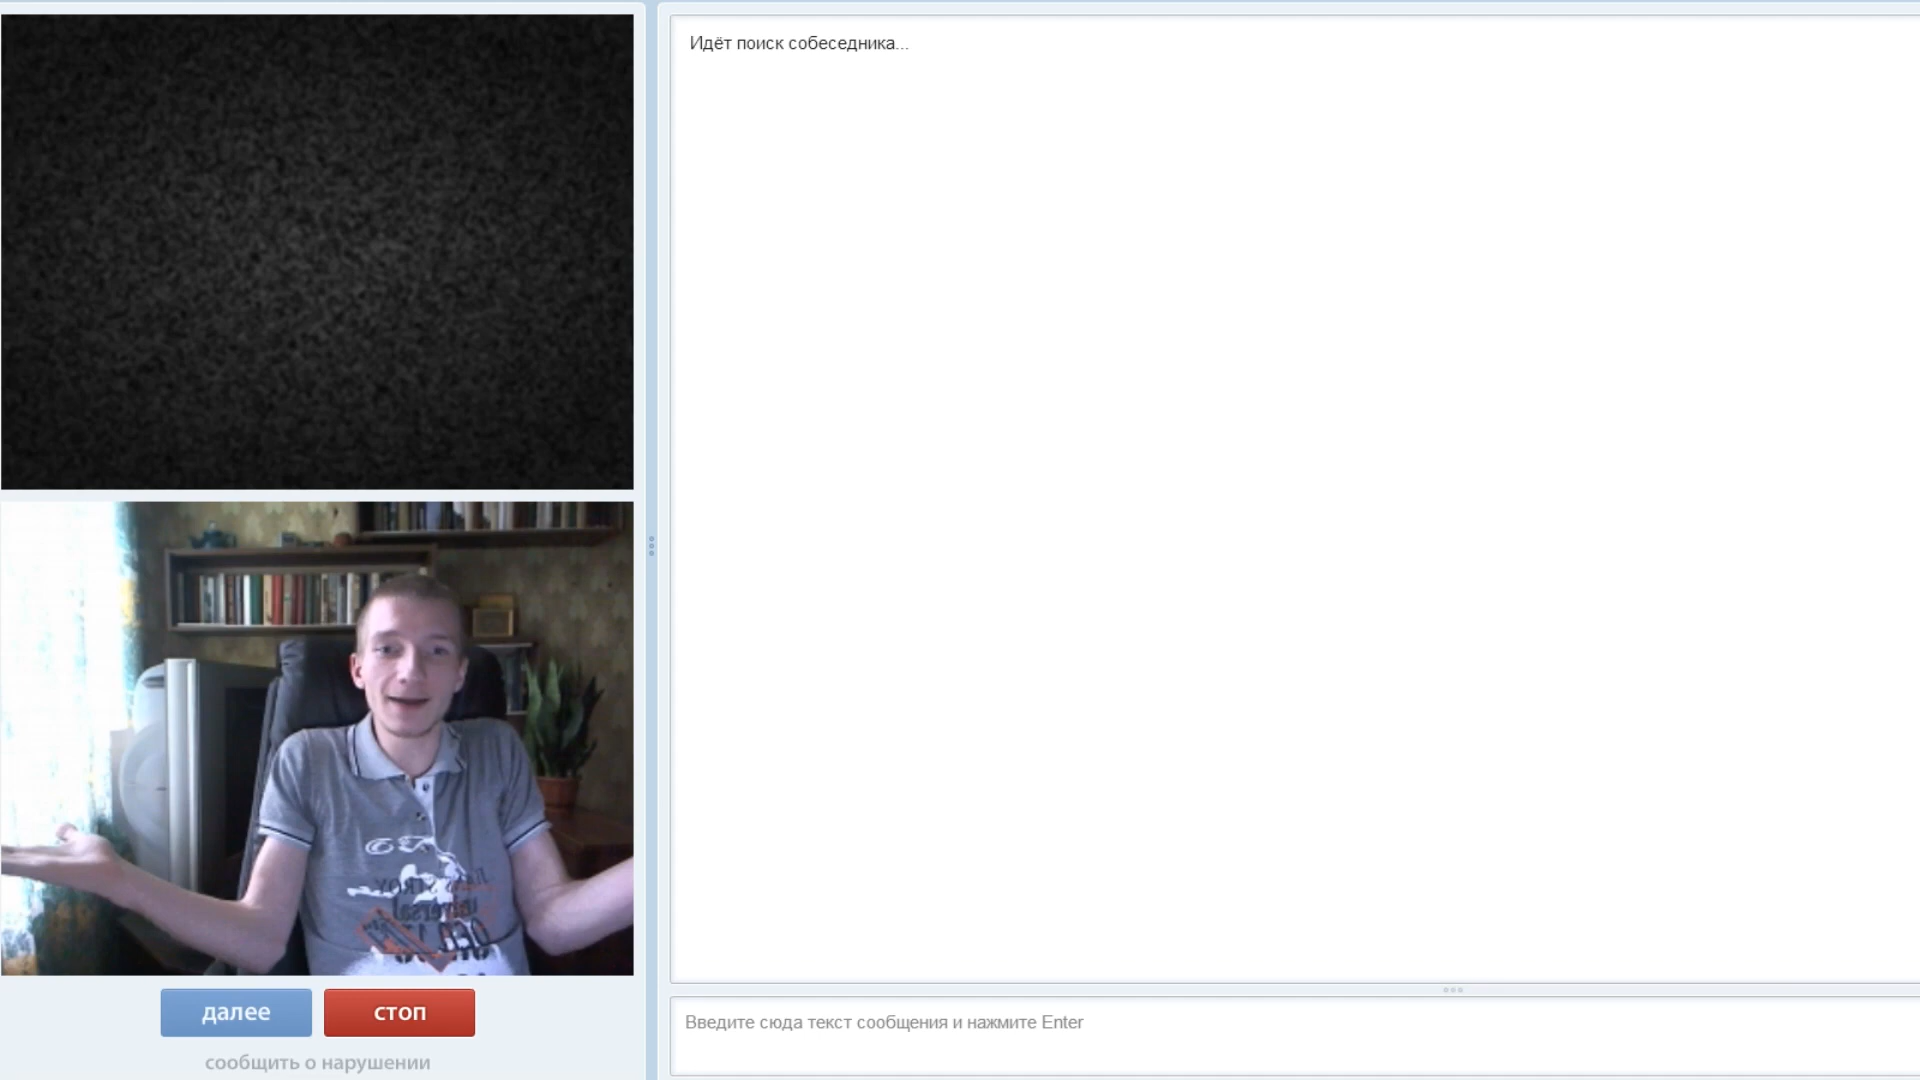 Идёт поиск собеседника...
далее
стоп
сообщить о нарушении
Введите сюда текст сообщения и нажмите Enter